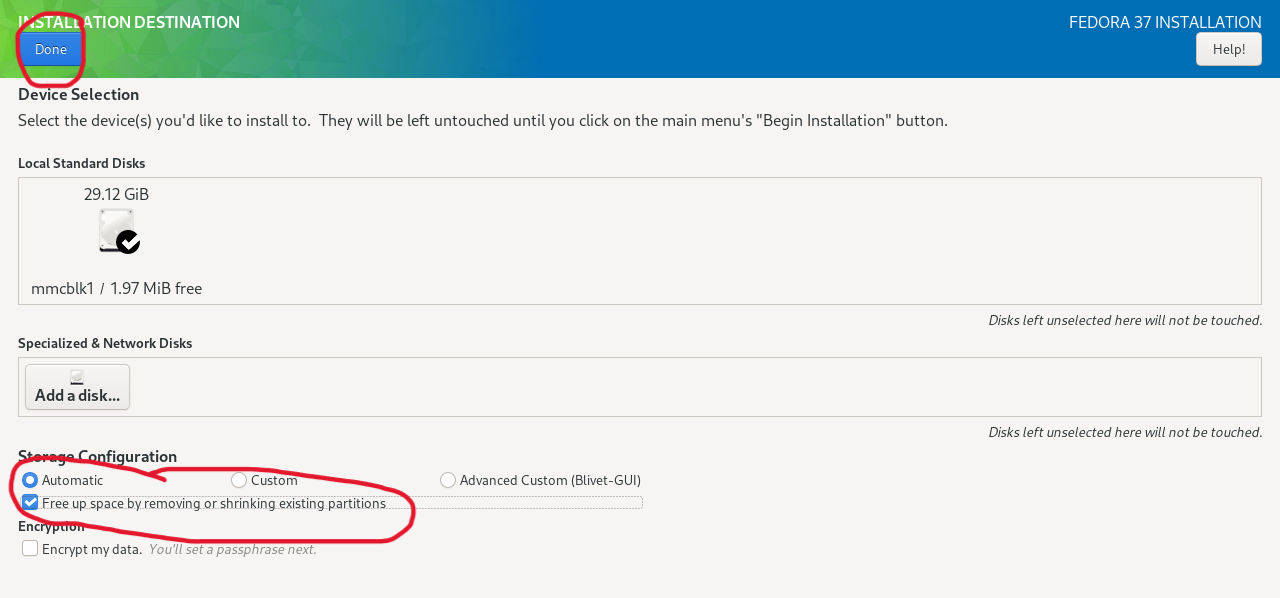 INSTALLATION DESTINATION
FEDORA 37 INSTALLATION
Done
Help!
Device Selection
Select the device(s) you'd like to install to.  They will be left untouched until you click on the main menu's "Begin Installation" button.
Local Standard Disks
29.12 GiB
mmcblk1 / 1.97 MiB free
Disks left unselected here will not be touched.
Specialized & Network Disks
Add a disk...
Disks left unselected here will not be touched.
Storage Configuration
Automatic Custom Advanced Custom (Blivet-GUI)
Free up space by removing or shrinking existing partitions
Encryption
Encrypt my data. You'll set a passphrase next.